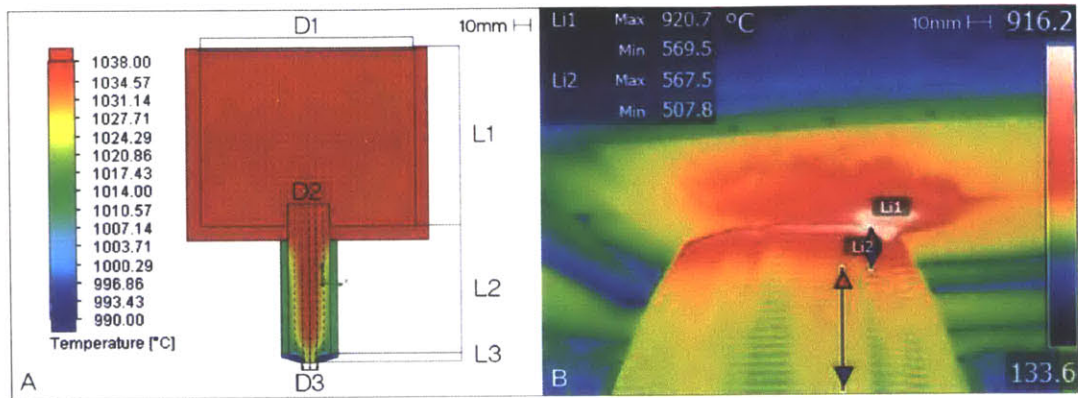 D1
10mm
1038.00
1034.57
1031.14
1027.71
1024.29
1020.86
1017.43
1014.00
1010.57
1007.14
1003.71
1000.29
996.86
993.43
990.00
Temperature [°C]
L1
D2
L2
L3
D3
A
Li1 Max 920.7 °C
Min 569.5
Li2 Max 567.5
Min 507.8
10mm 916.2
Li1
Li2
133.6
B